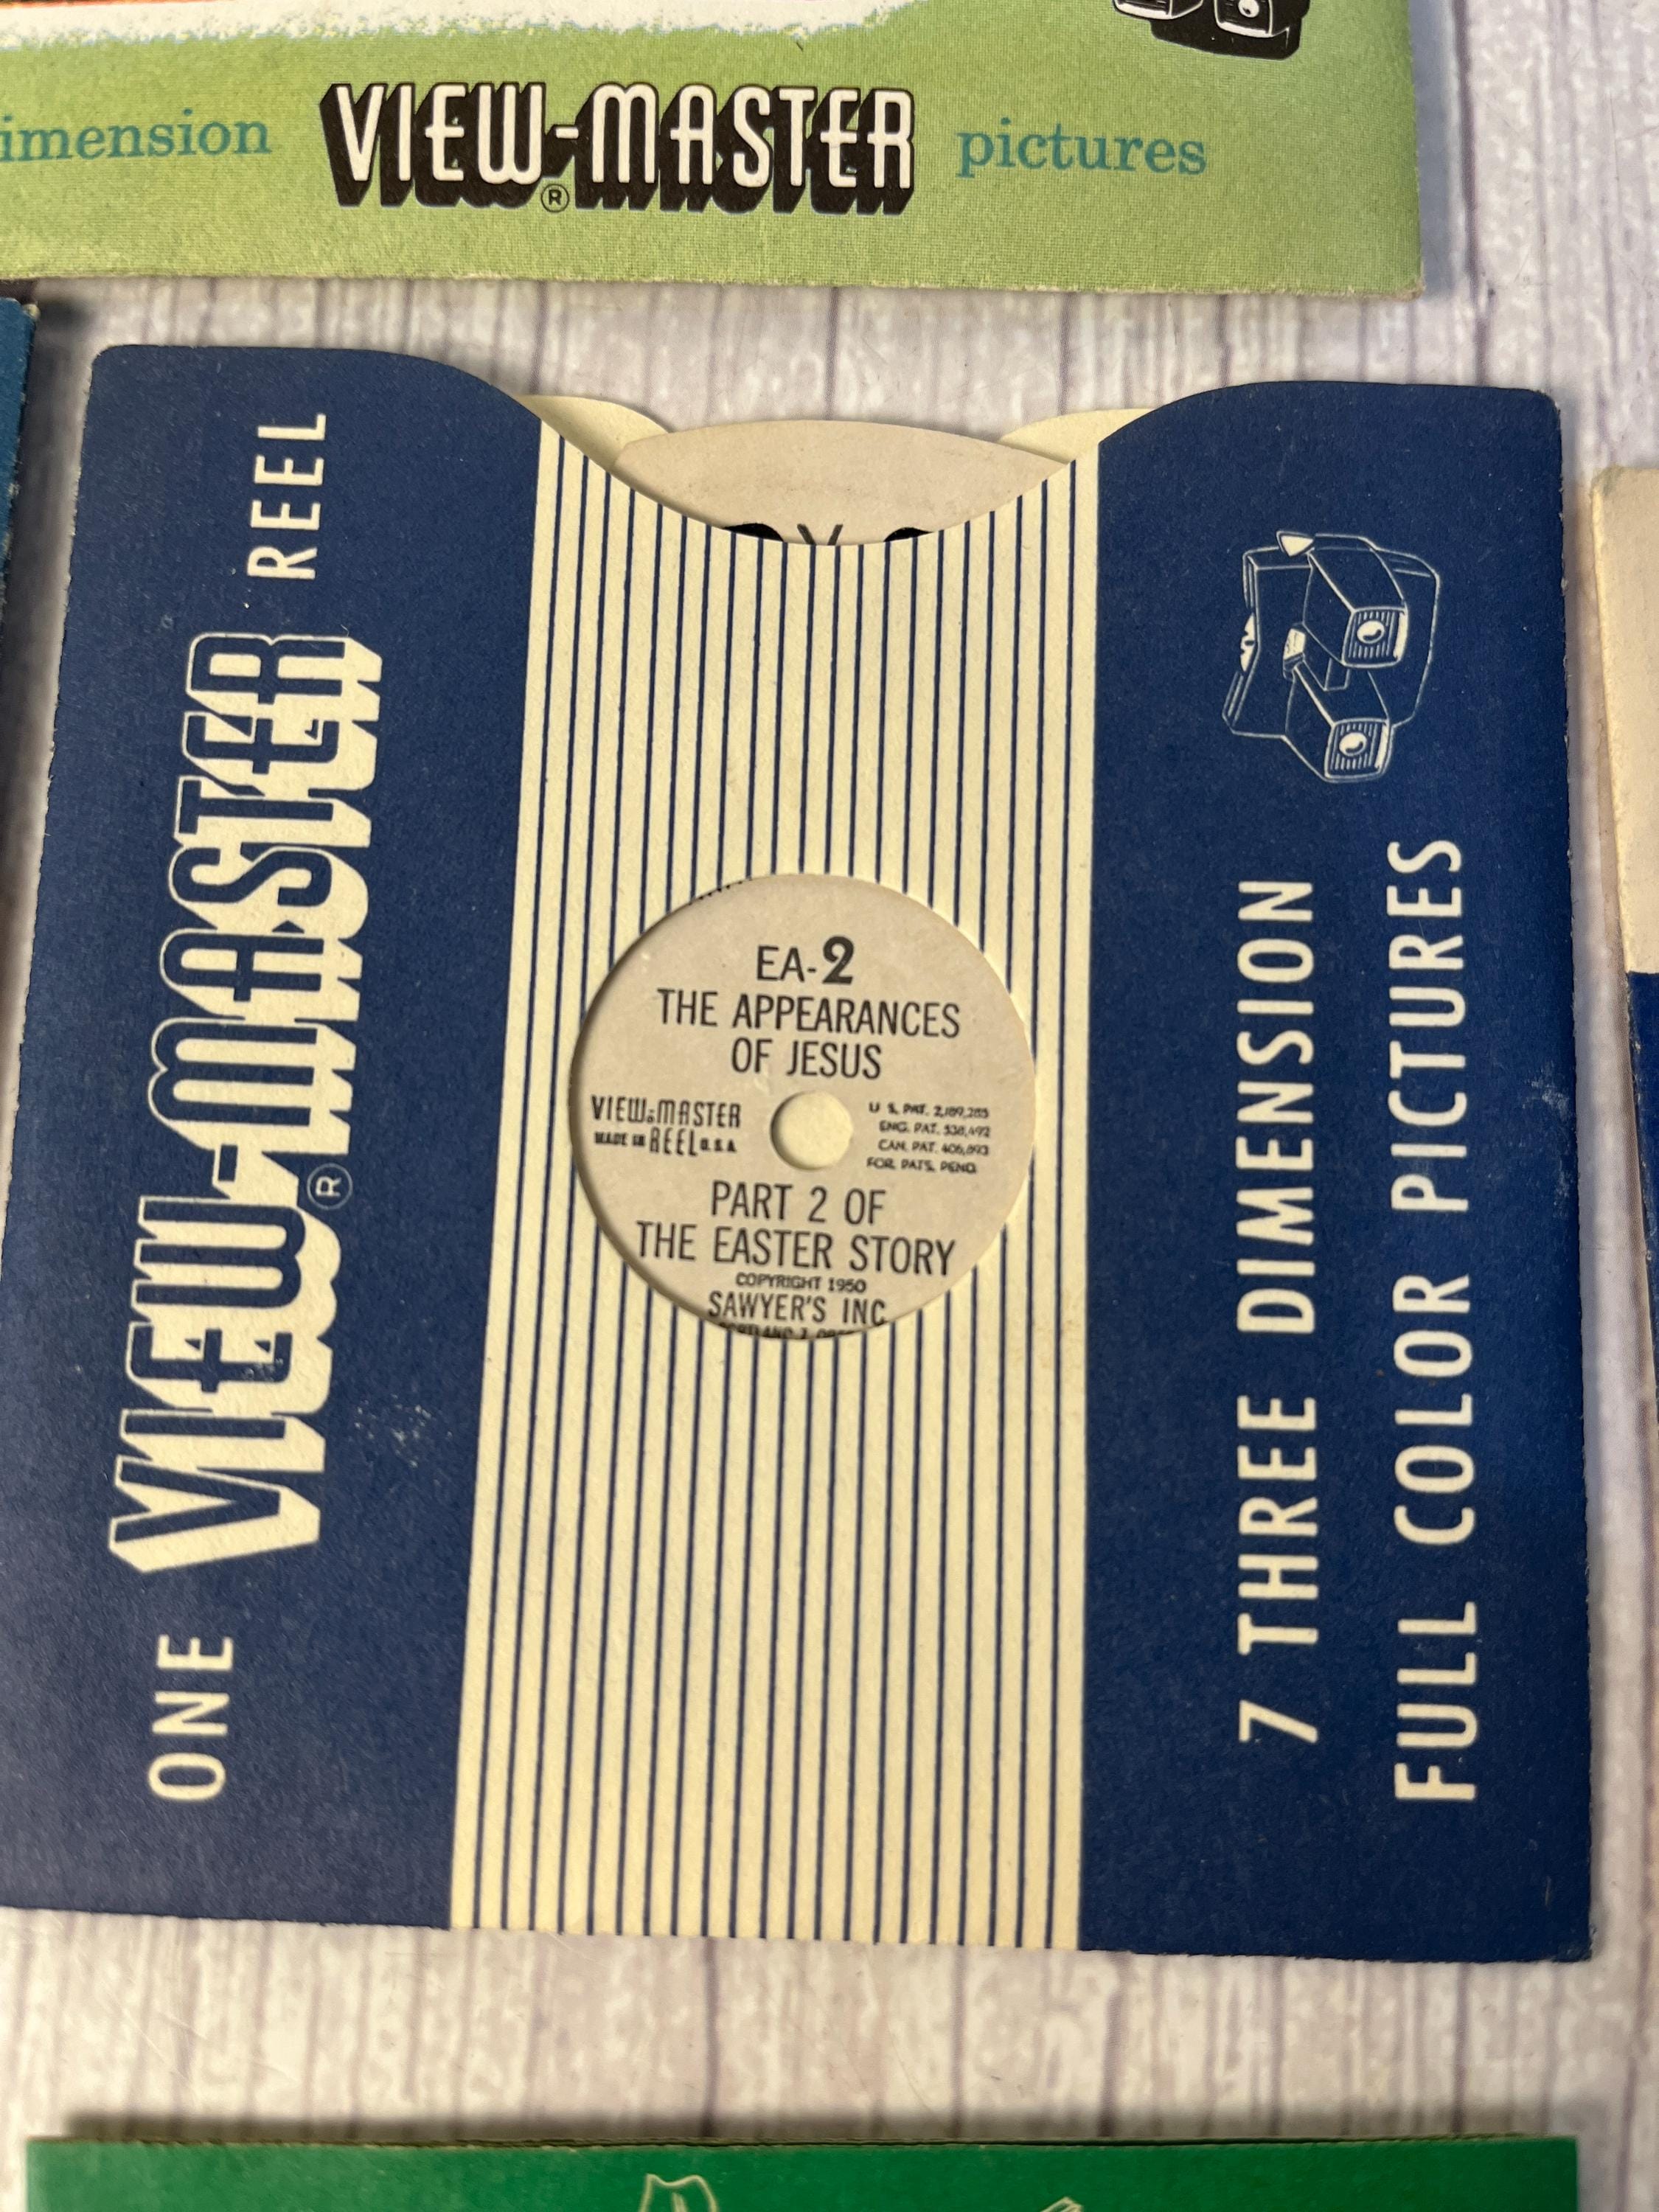 imension VIEW-MASTER® pictures
ONE VIEW-MASTER® REEL
EA-2
THE APPEARANCES
OF JESUS
VIEW-MASTER
MADE IN REEL U.S.A.
U.S. PAT. 2,189,285
ENG. PAT. 538,492
CAN. PAT. 406,893
FOR. PATS. PEND.
PART 2 OF
THE EASTER STORY
COPYRIGHT 1950
SAWYER'S INC
7 THREE DIMENSION
FULL COLOR PICTURES